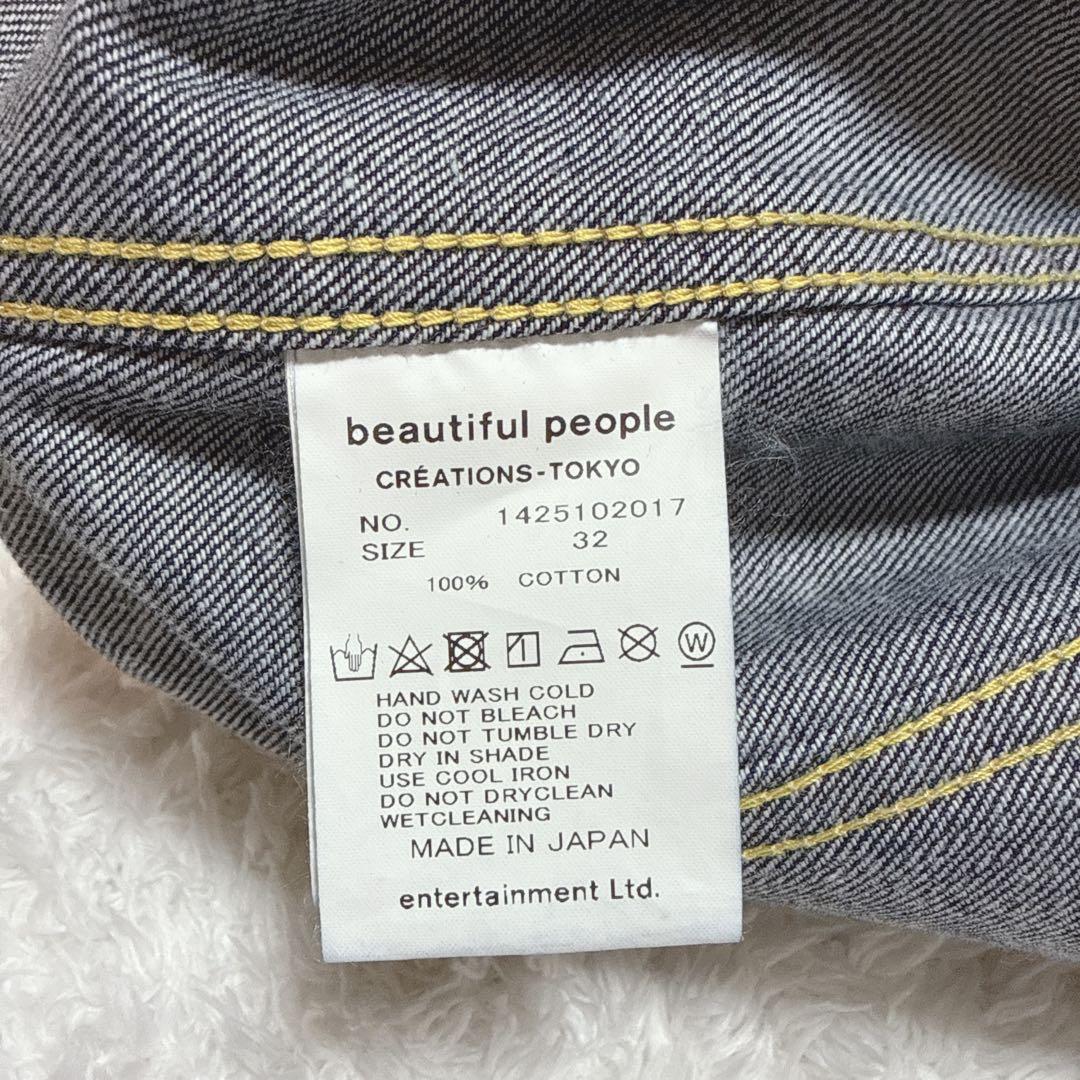 beautiful people
CRÉATIONS-TOKYO
NO. 1425102017
SIZE 32
100% COTTON
W
HAND WASH COLD
DO NOT BLEACH
DO NOT TUMBLE DRY
DRY IN SHADE
USE COOL IRON
DO NOT DRYCLEAN
WETCLEANING
MADE IN JAPAN
entertainment Ltd.